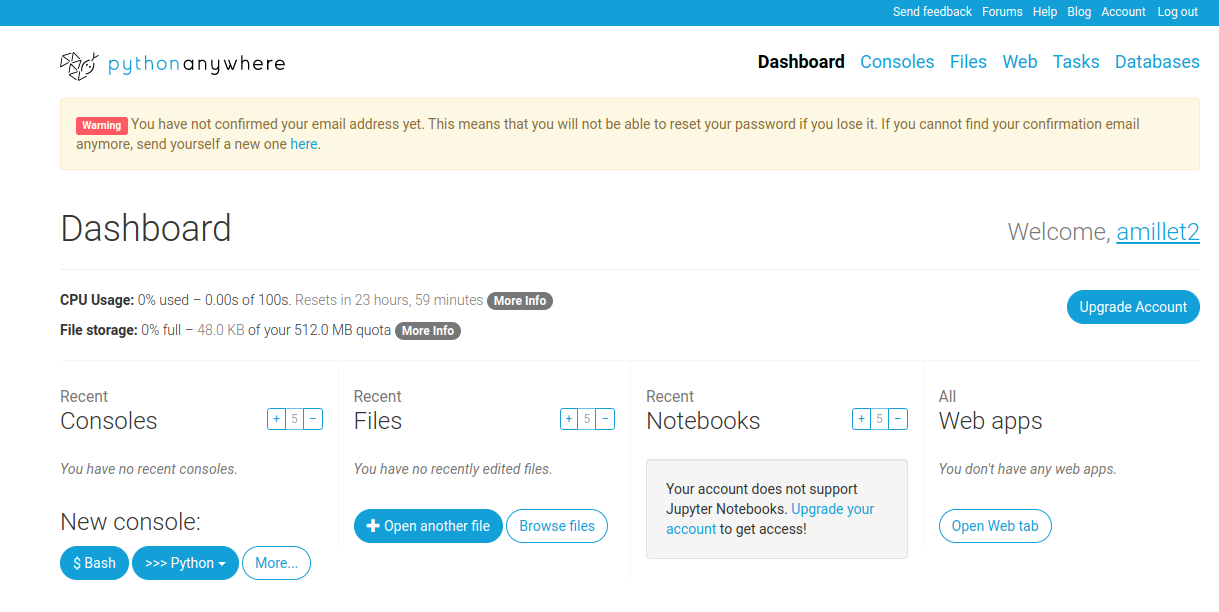 Send feedback Forums Help Blog Account Log out
pythonanywhere
Dashboard Consoles Files Web Tasks Databases
Warning You have not confirmed your email address yet. This means that you will not be able to reset your password if you lose it. If you cannot find your confirmation email
anymore, send yourself a new one here.
Dashboard
Welcome, amillet2
CPU Usage: 0% used – 0.00s of 100s. Resets in 23 hours, 59 minutes More Info
File storage: 0% full – 48.0 KB of your 512.0 MB quota More Info
Upgrade Account
Recent
Consoles
+ 5 −
You have no recent consoles.
New console:
$ Bash >>> Python More...
Recent
Files
+ 5 −
You have no recently edited files.
+ Open another file Browse files
Recent
Notebooks
+ 5 −
Your account does not support
Jupyter Notebooks. Upgrade your
account to get access!
All
Web apps
You don't have any web apps.
Open Web tab